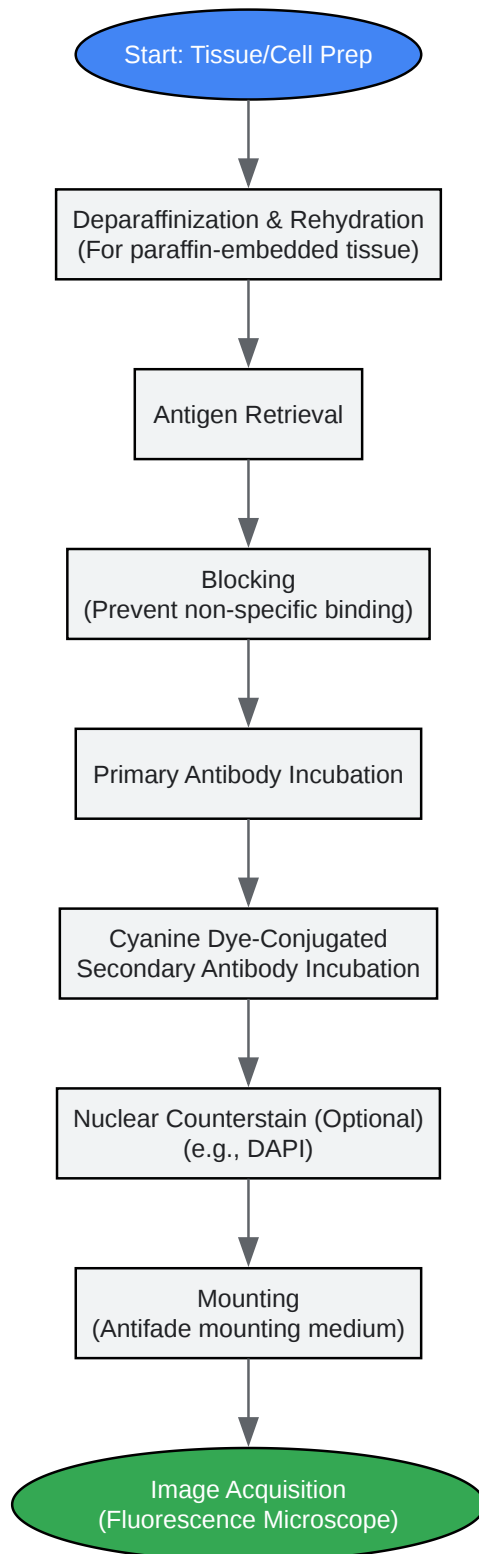 Start: Tissue/Cell Prep
Deparaffinization & Rehydration
(For paraffin-embedded tissue)
Antigen Retrieval
Blocking
(Prevent non-specific binding)
Primary Antibody Incubation
Cyanine Dye-Conjugated
Secondary Antibody Incubation
Nuclear Counterstain (Optional)
(e.g., DAPI)
Mounting
(Antifade mounting medium)
Image Acquisition
(Fluorescence Microscope)